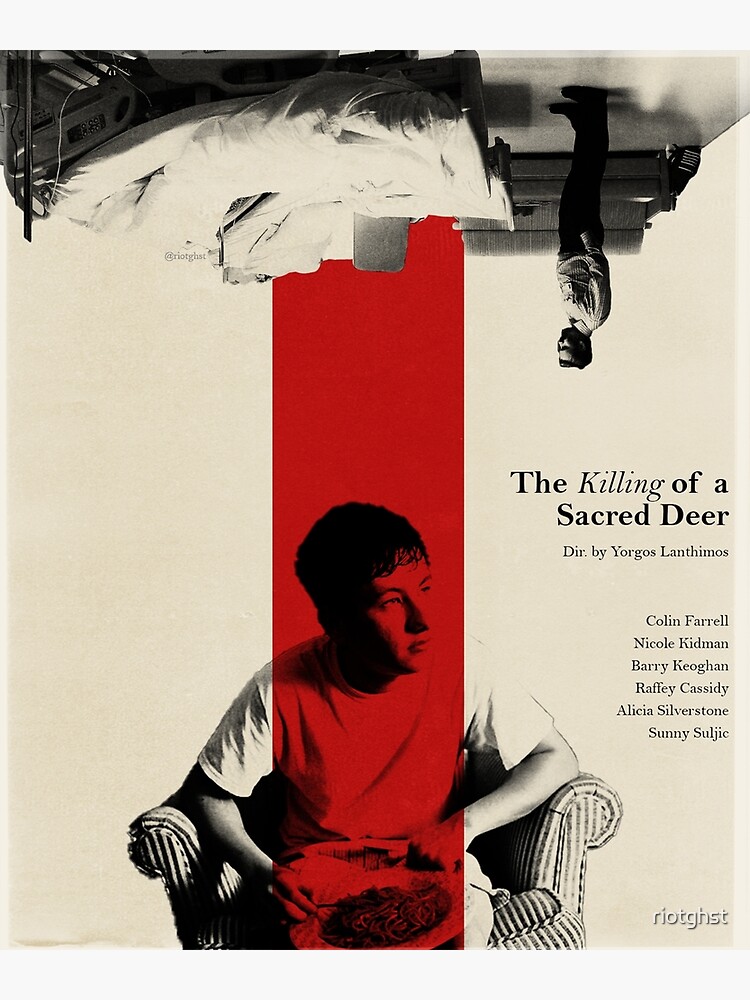 @riotghst
The Killing of a
Sacred Deer
Dir. by Yorgos Lanthimos
Colin Farrell
Nicole Kidman
Barry Keoghan
Raffey Cassidy
Alicia Silverstone
Sunny Suljic
riotghst